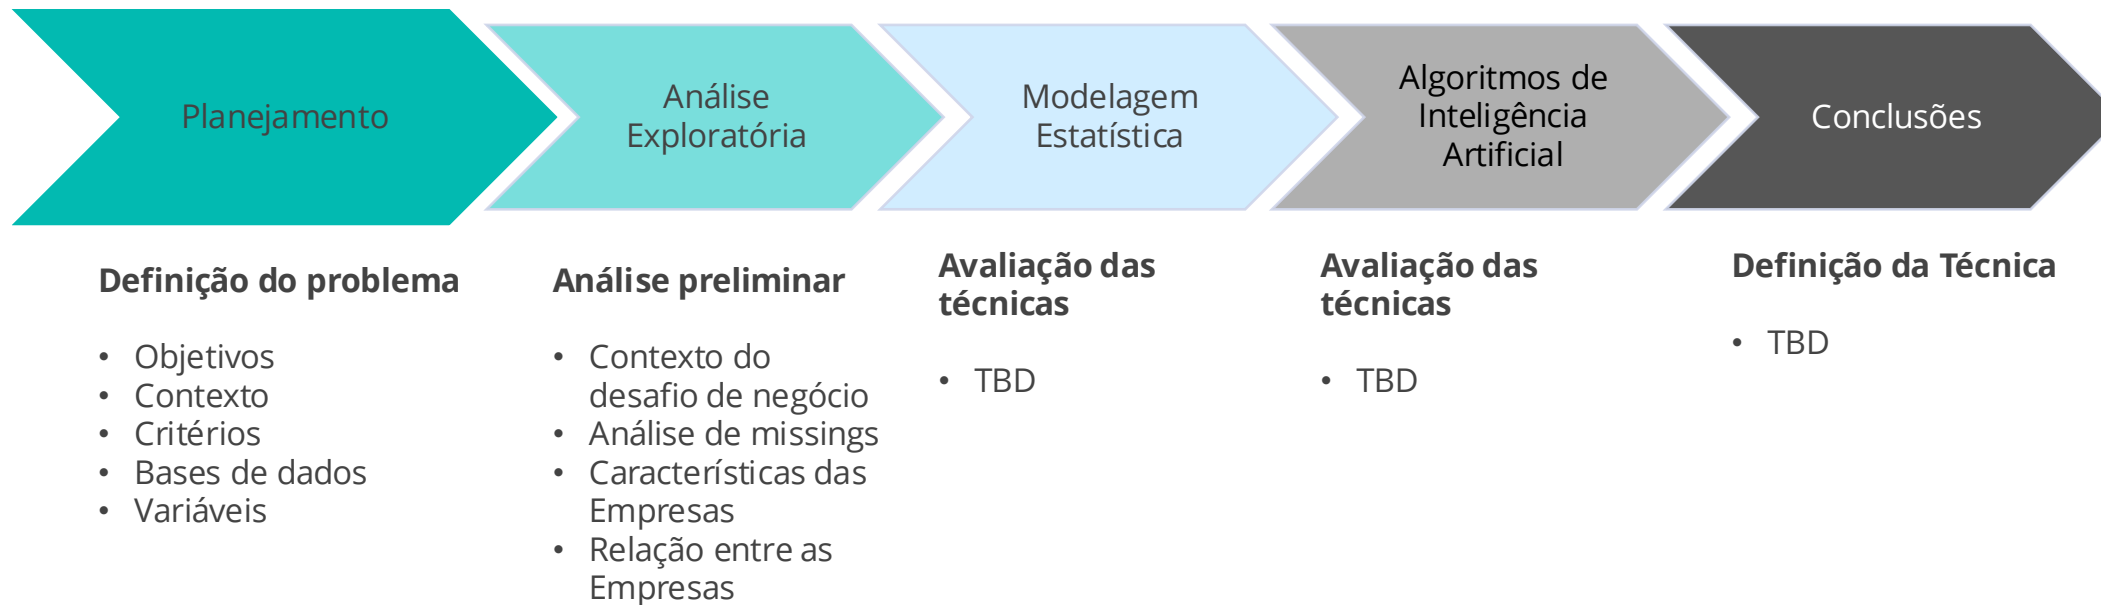 Planejamento
Análise
Exploratória
Modelagem
Estatística
Algoritmos de
Inteligência
Artificial
Conclusões
Definição do problema
• Objetivos
• Contexto
• Critérios
• Bases de dados
• Variáveis
Análise preliminar
• Contexto do
desafio de negócio
• Análise de missings
• Características das
Empresas
• Relação entre as
Empresas
Avaliação das
técnicas
• TBD
Avaliação das
técnicas
• TBD
Definição da Técnica
• TBD